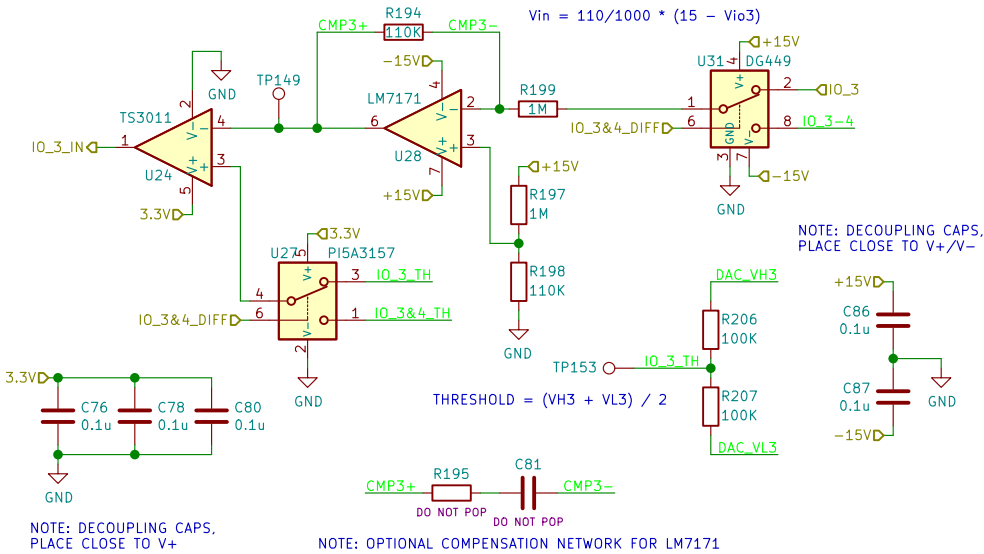 Vin = 110/1000 * (15 - Vio3)
R194
110K
CMP3+
CMP3-
-15V
4
LM7171
V-
-
2
6
U28
V+
+
3
7
+15V
GND
TP149
TS3011
2
V-
-
4
IO_3_IN
1
U24
V+
+
3
5
3.3V
R199
1M
+15V
U31
4
DG449
V+
2
IO_3
1
IO_3&4_DIFF
6
8
IO_3-4
GND
V-
3
7
-15V
GND
+15V
R197
1M
R198
110K
GND
3.3V
U27
5
PI5A3157
V+
3
IO_3_TH
4
IO_3&4_DIFF
6
1
IO_3&4_TH
V-
2
GND
NOTE: DECOUPLING CAPS,
PLACE CLOSE TO V+/V-
+15V
C86
0.1u
C87
0.1u
-15V
GND
DAC_VH3
R206
100K
TP153
IO_3_TH
R207
100K
DAC_VL3
THRESHOLD = (VH3 + VL3) / 2
3.3V
C76
0.1u
C78
0.1u
C80
0.1u
GND
NOTE: DECOUPLING CAPS,
PLACE CLOSE TO V+
CMP3+
R195
DO NOT POP
C81
DO NOT POP
CMP3-
NOTE: OPTIONAL COMPENSATION NETWORK FOR LM7171